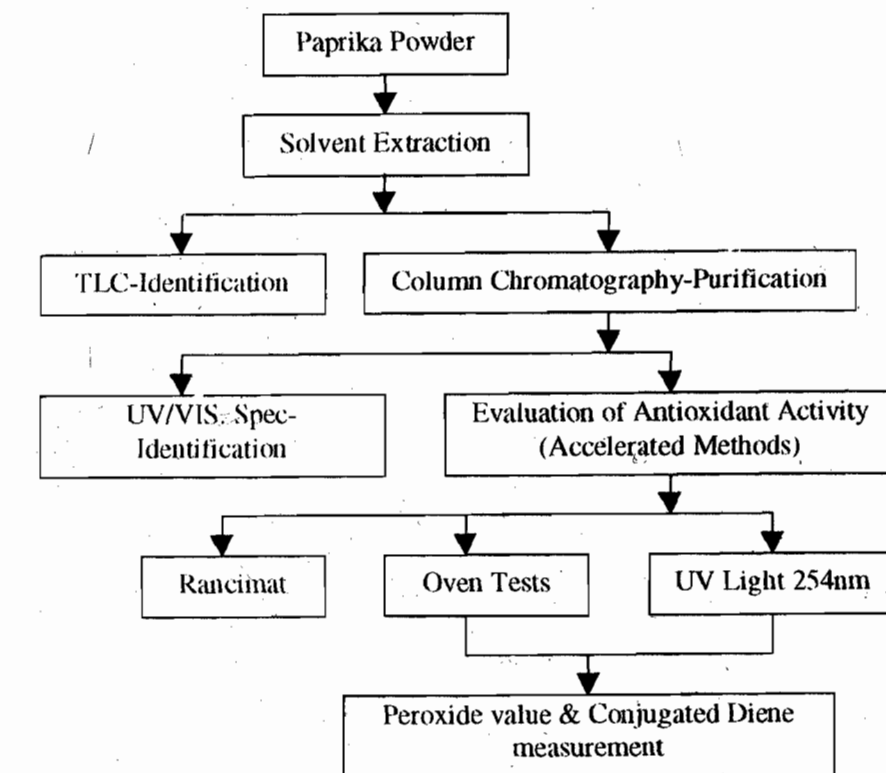 Paprika Powder
Solvent Extraction
TLC-Identification
Column Chromatography-Purification
UV/VIS. Spec-
Identification
Evaluation of Antioxidant Activity
(Accelerated Methods)
Rancimat
Oven Tests
UV Light 254nm
Peroxide value & Conjugated Diene
measurement